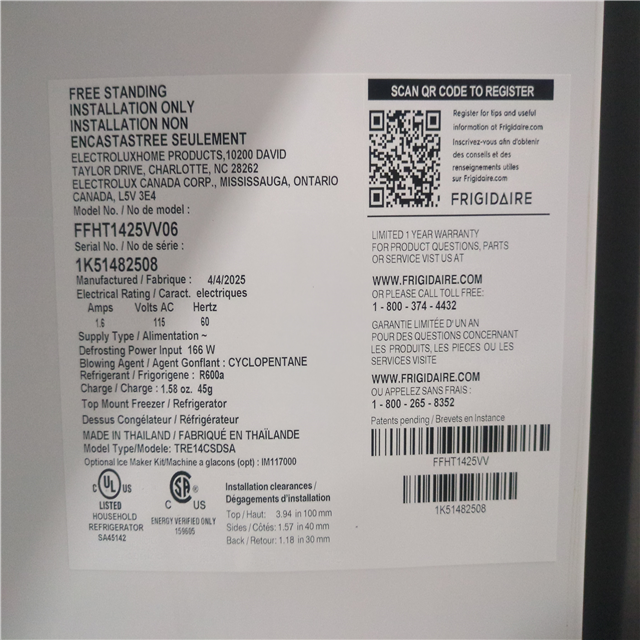 FREE STANDING
INSTALLATION ONLY
INSTALLATION NON
ENCASTASTREE SEULEMENT
ELECTROLUXHOME PRODUCTS,10200 DAVID
TAYLOR DRIVE, CHARLOTTE, NC 28262
ELECTROLUX CANADA CORP., MISSISSAUGA, ONTARIO
CANADA, L5V 3E4
Model No. / No de model :
FFHT1425VV06
Serial No. / No de série :
1K51482508
Manufactured / Fabrique : 4/4/2025
Electrical Rating / Caract. electriques
Amps Volts AC Hertz
1.6 115 60
Supply Type / Alimentation ~
Defrosting Power Input 166 W
Blowing Agent / Agent Gonflant : CYCLOPENTANE
Refrigerant / Frigorigene : R600a
Charge / Charge : 1.58 oz. 45g
Top Mount Freezer / Refrigerator
Dessus Congélateur / Réfrigérateur
MADE IN THAILAND / FABRIQUÉ EN THAÏLANDE
Model Type/Modele: TRE14CSDSA
Optional Ice Maker Kit/Machine a glacons (opt) : IM117000
C UL US
LISTED
HOUSEHOLD
REFRIGERATOR
SA45142
SA
C US
ENERGY VERIFIED ONLY
159605
Installation clearances /
Dégagements d'installation
Top / Haut: 3.94 in 100 mm
Sides / Côtés: 1.57 in 40 mm
Back / Retour: 1.18 in 30 mm
SCAN QR CODE TO REGISTER
Register for tips and useful
information at Frigidaire.com
Inscrivez-vous afin d'obtenir
des conseils et des
renseignements utiles
sur Frigidaire.com
FRIGIDAIRE
LIMITED 1 YEAR WARRANTY
FOR PRODUCT QUESTIONS, PARTS
OR SERVICE VIST US AT
WWW.FRIGIDAIRE.COM
OR PLEASE CALL TOLL FREE:
1 - 800 - 374 - 4432
GARANTIE LIMITÉE D'UN AN
POUR DES QUESTIONS CONCERNANT
LES PRODUITS, LES PIECES OU LES
SERVICES VISITE
WWW.FRIGIDAIRE.COM
OU APPELEZ SANS FRAIS :
1 - 800 - 265 - 8352
Patents pending / Brevets en Instance
FFHT1425VV
1K51482508